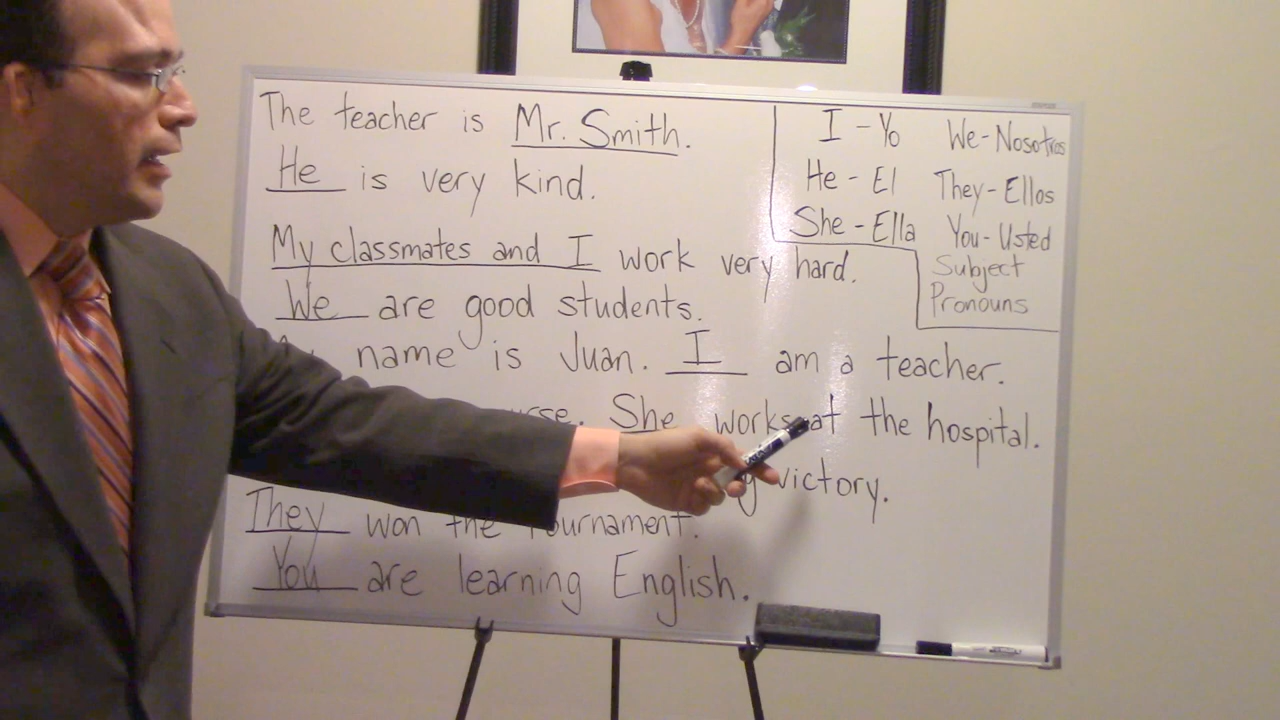 The teacher is Mr. Smith.
He is very kind.
My classmates and I work very hard.
We are good students.
name is Juan. I am a teacher.
She works at the hospital.
victory.
They won the tournament.
You are learning English.
I - Yo
He - El
She - Ella
We - Nosotros
They - Ellos
You - Usted
Subject
Pronouns